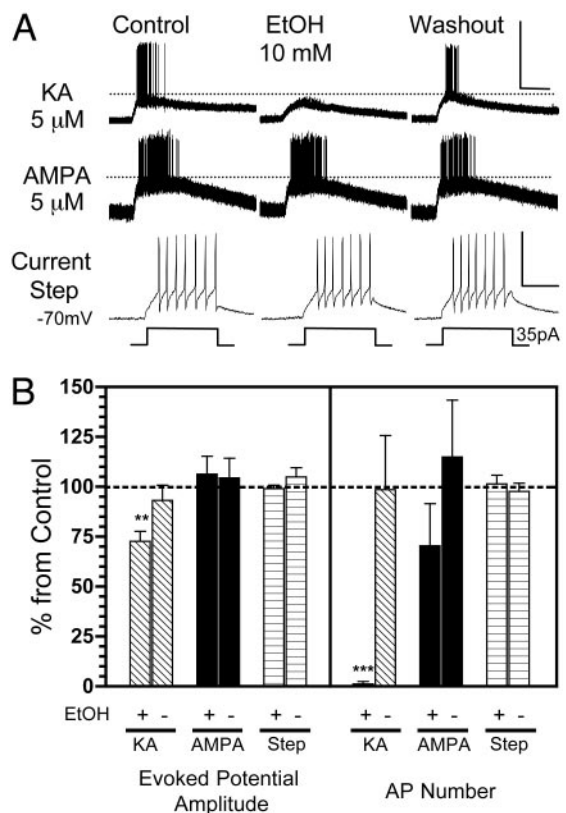 A
Control EtOH Washout
10 mM
KA
5 μM
AMPA
5 μM
Current
Step
-70mV
35pA
B
% from Control
150
125
100
75
50
25
0
**
***
EtOH + - + - + - + - + - + -
KA AMPA Step KA AMPA Step
Evoked Potential
Amplitude
AP Number